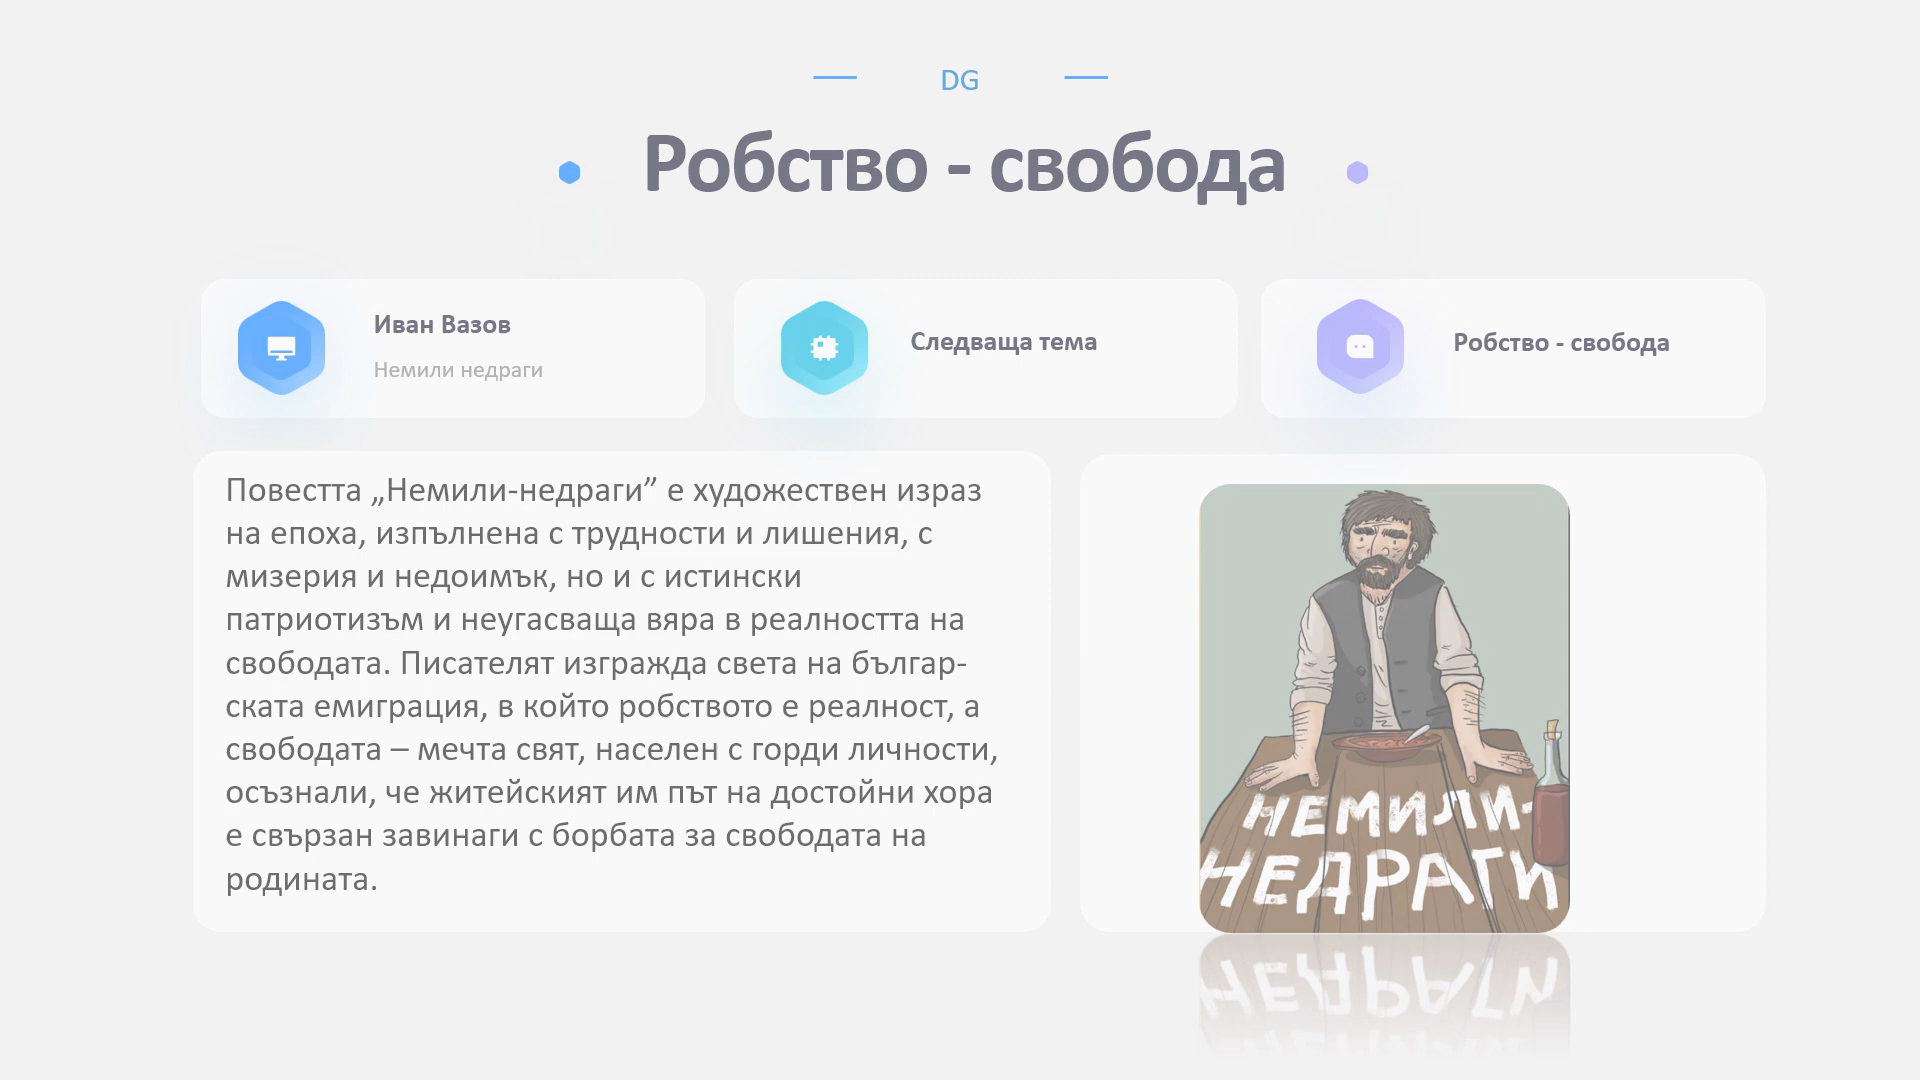 DG
Робство - свобода
Иван Вазов
Немили недраги
Следваща тема
Робство - свобода
Повестта „Немили-недраги” е художествен израз
на епоха, изпълнена с трудности и лишения, с
мизерия и недоимък, но и с истински
патриотизъм и неугасваща вяра в реалността на
свободата. Писателят изгражда света на българ-
ската емиграция, в който робството е реалност, а
свободата – мечта свят, населен с горди личности,
осъзнали, че житейският им път на достойни хора
е свързан завинаги с борбата за свободата на
родината.
НЕМИЛИ-
НЕДРАГИ